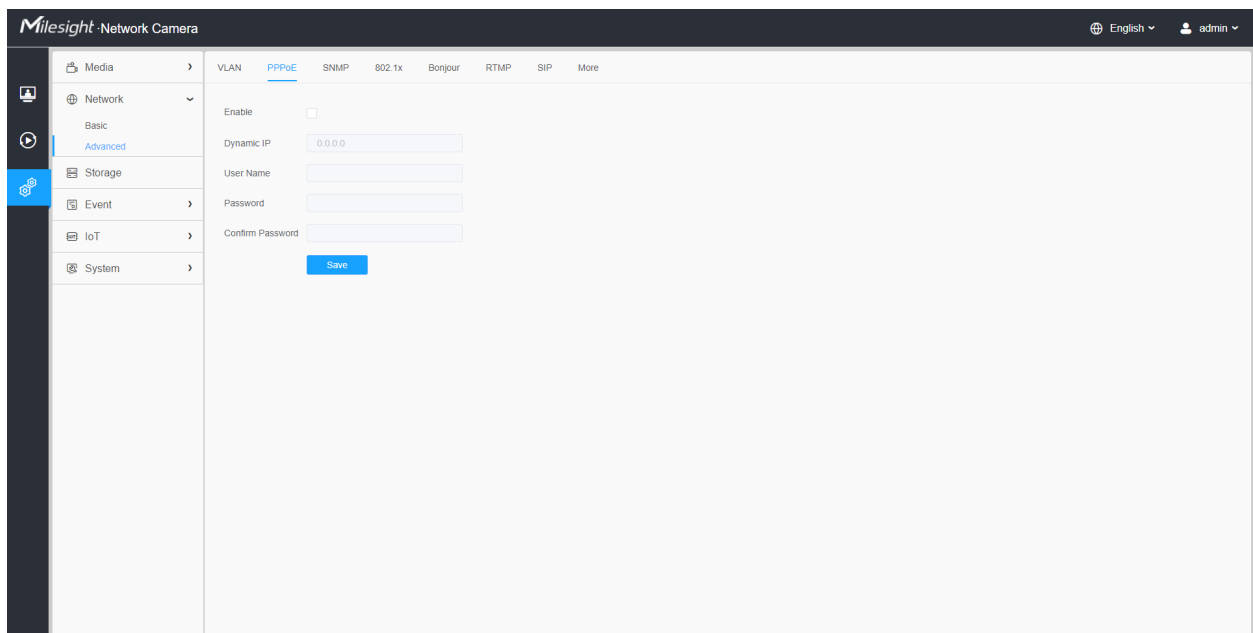 Milesight ·Network Camera
English
admin
Media
Network
Basic
Advanced
Storage
Event
IoT
System
VLAN PPPoE SNMP 802.1x Bonjour RTMP SIP More
Enable
Dynamic IP 0.0.0.0
User Name
Password
Confirm Password
Save